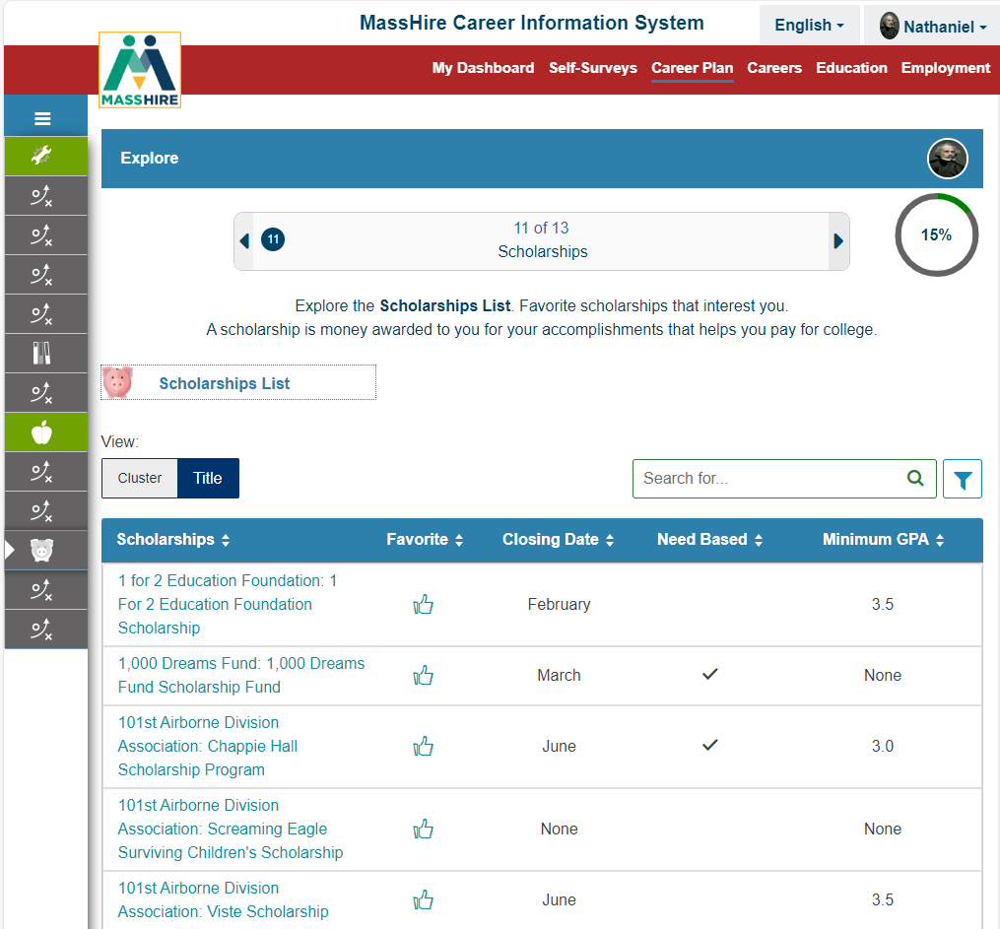 MassHire Career Information System
English
Nathaniel
MASSHIRE
My Dashboard Self-Surveys Career Plan Careers Education Employment
Explore
11
11 of 13
Scholarships
15%
Explore the Scholarships List. Favorite scholarships that interest you.
A scholarship is money awarded to you for your accomplishments that helps you pay for college.
Scholarships List
View:
Cluster Title
Search for...
Scholarships Favorite Closing Date Need Based Minimum GPA
1 for 2 Education Foundation: 1
For 2 Education Foundation
Scholarship
February 3.5
1,000 Dreams Fund: 1,000 Dreams
Fund Scholarship Fund
March None
101st Airborne Division
Association: Chappie Hall
Scholarship Program
June 3.0
101st Airborne Division
Association: Screaming Eagle
Surviving Children's Scholarship
None None
101st Airborne Division
Association: Viste Scholarship
June 3.5